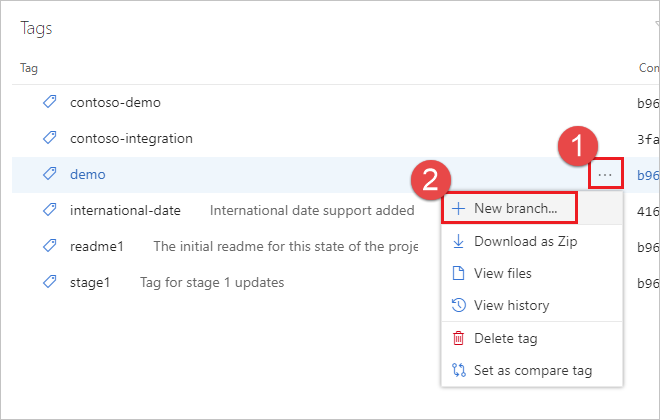 Tags
Tag Co
contoso-demo b96
contoso-integration 3fa
1
demo ... b96
2
New branch...
international-date International date support added 416
readme1 The initial readme for this state of the proje b96
stage1 Tag for stage 1 updates b96
Download as Zip
View files
View history
Delete tag
Set as compare tag